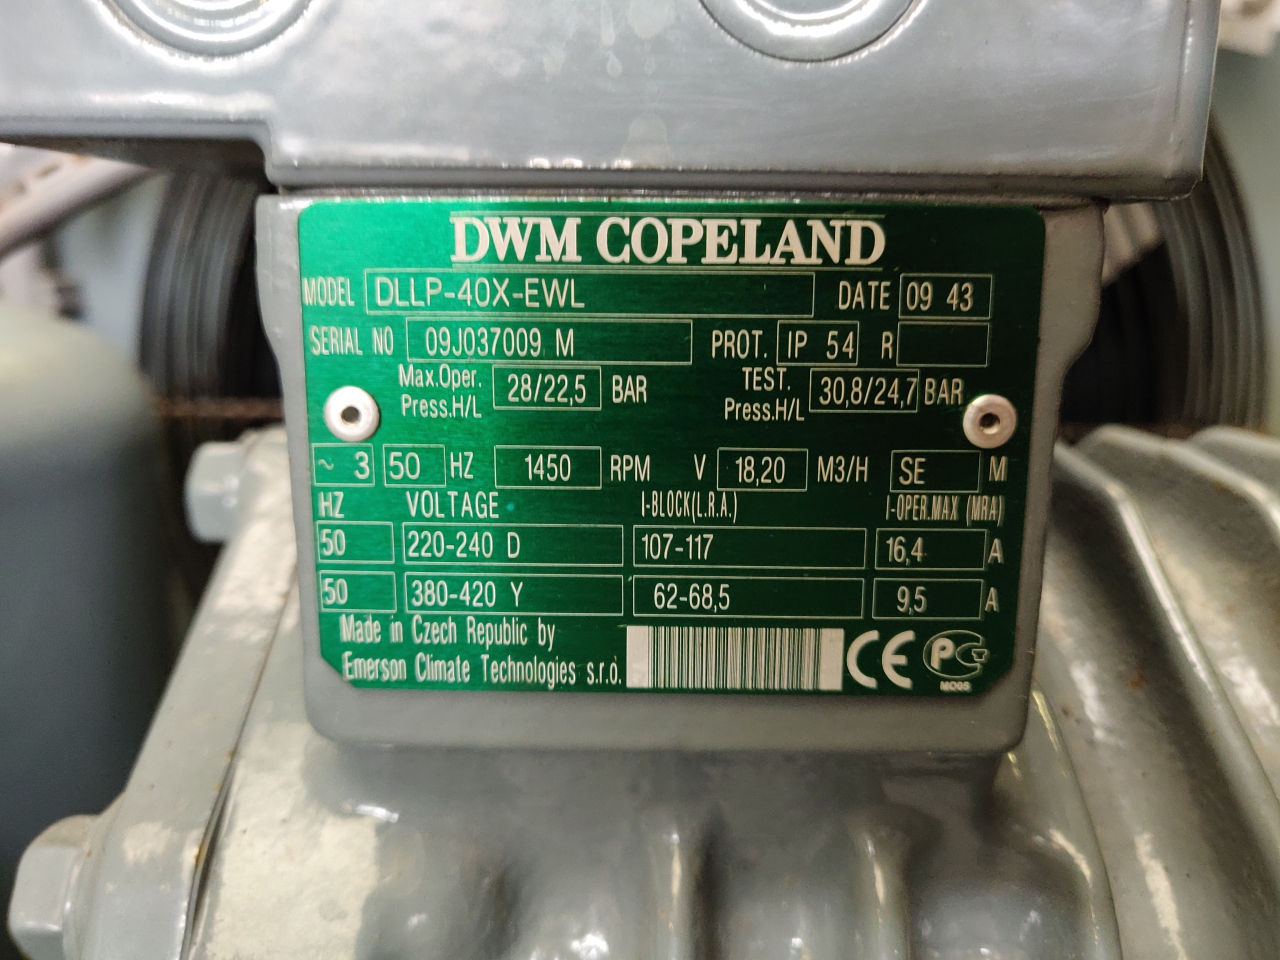 DWM COPELAND
MODEL DLLP-40X-EWL DATE 09 43
SERIAL NO 09J037009 M PROT. IP 54 R
Max.Oper. Press.H/L 28/22,5 BAR TEST. Press.H/L 30,8/24,7 BAR
~ 3 50 HZ 1450 RPM V 18,20 M3/H SE M
HZ VOLTAGE I-BLOCK(L.R.A.) I-OPER.MAX (MRA)
50 220-240 D 107-117 16,4 A
50 380-420 Y 62-68,5 9,5 A
Made in Czech Republic by
Emerson Climate Technologies s.r.o. CE PC